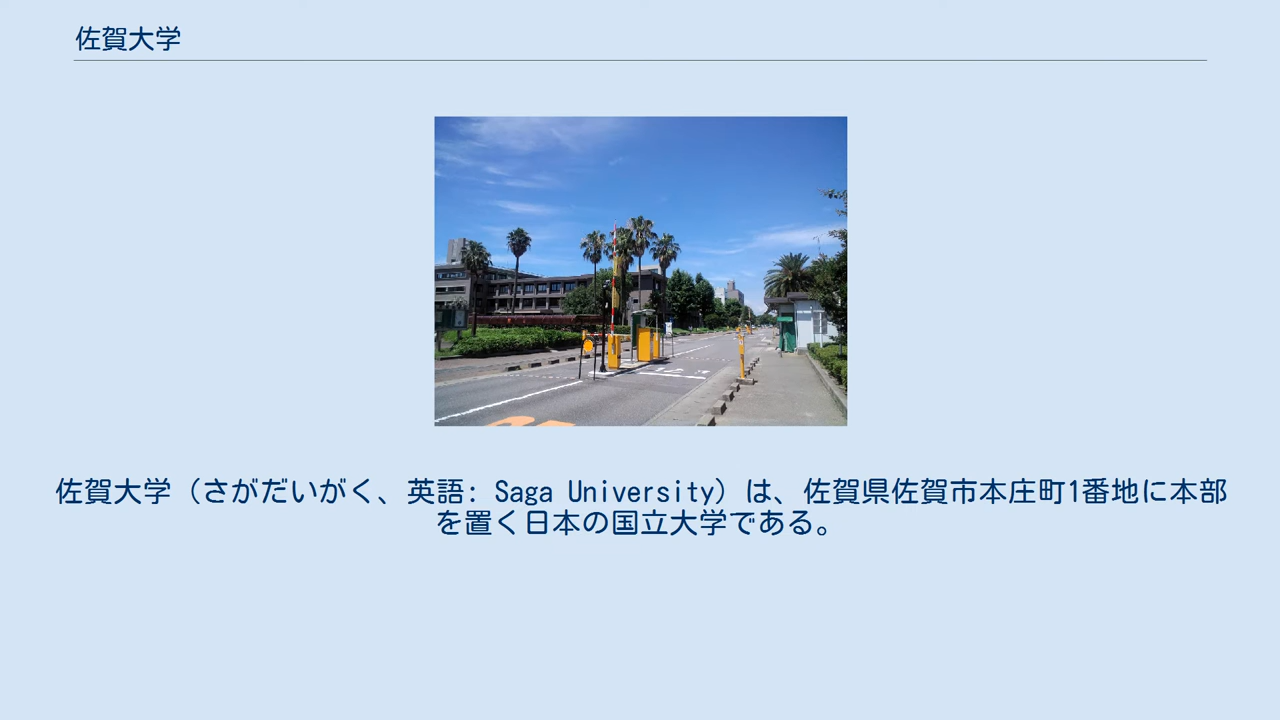 佐賀大学
佐賀大学（さがだいがく、英語: Saga University）は、佐賀県佐賀市本庄町1番地に本部
を置く日本の国立大学である。